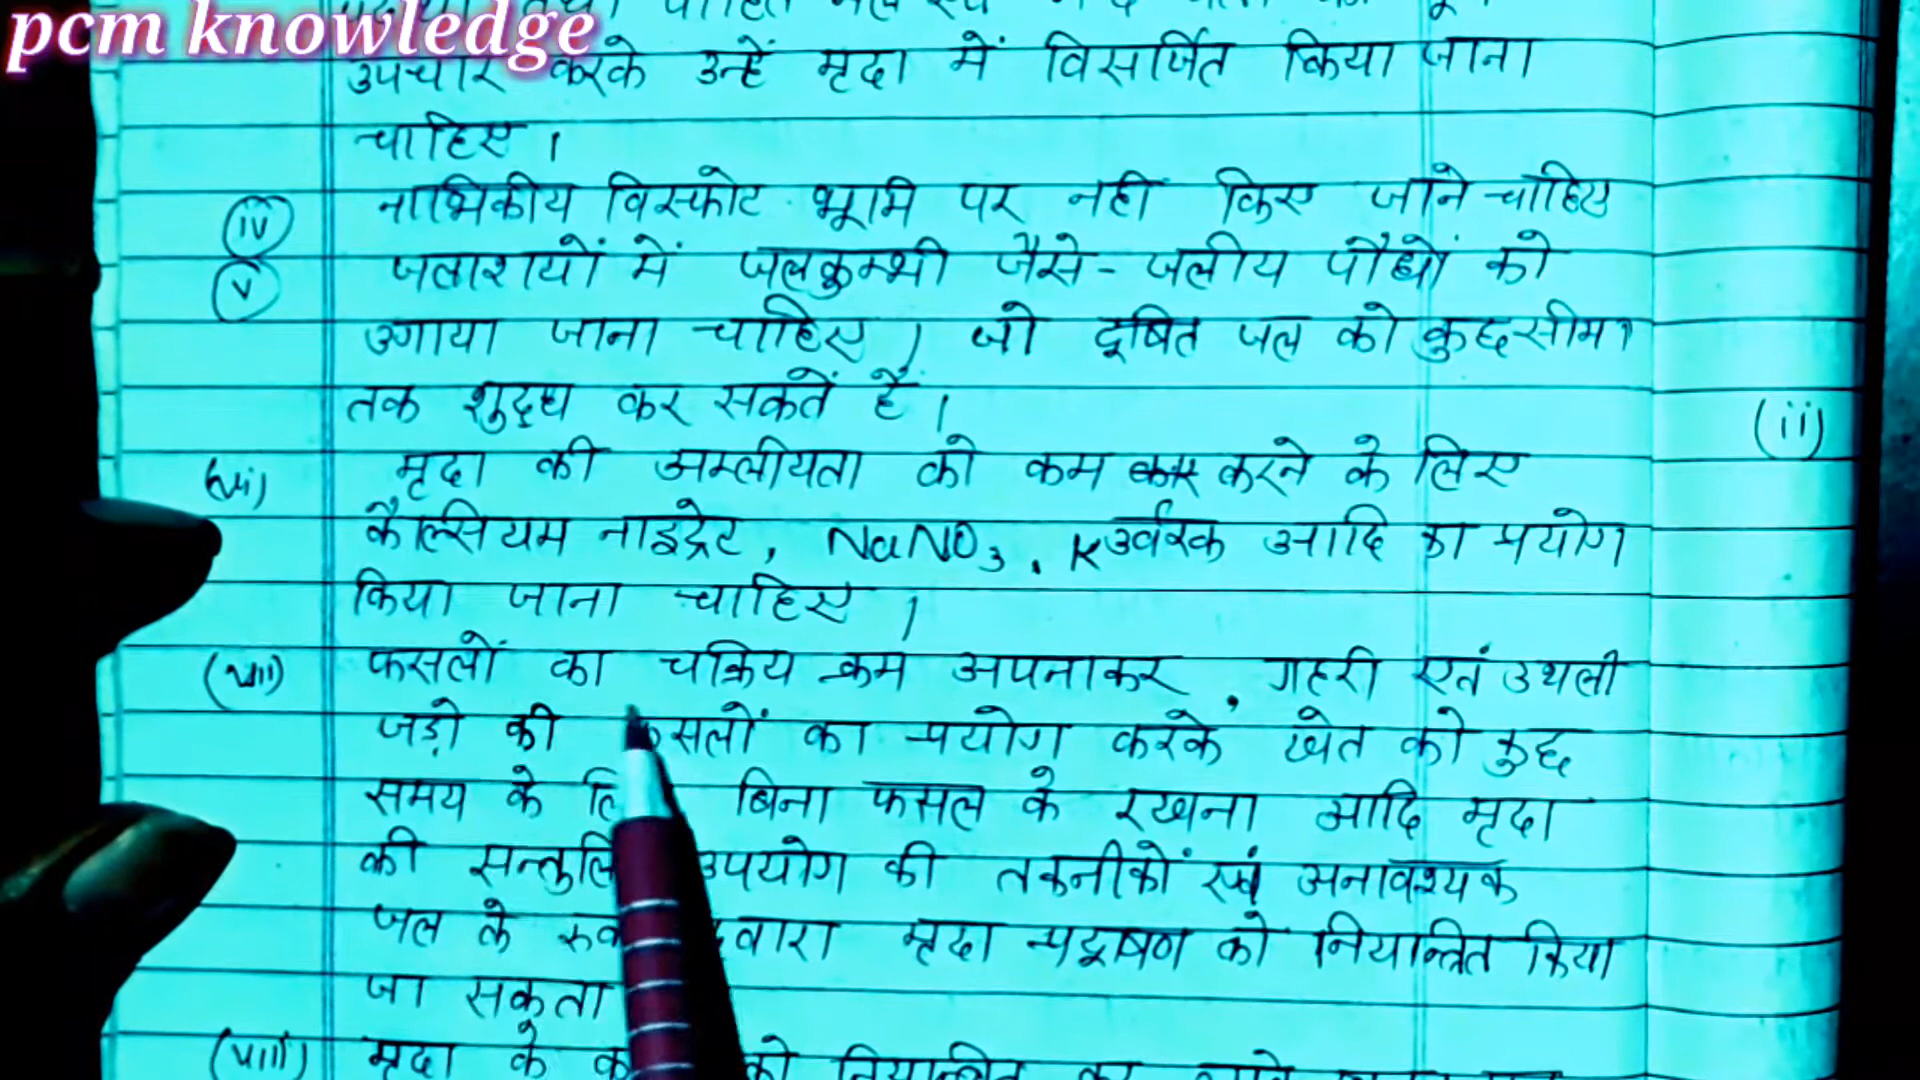 pcm knowledge
उपचार करके उन्हें मृदा में विसर्जित किया जाना
चाहिए।
(iv) नाभिकीय विस्फोट भूमि पर नही किए जाने चाहिए
(v) जलाशयों में जलकुम्भी जैसे - जलीय पौधों को
उगाया जाना चाहिए, जो दूषित जल को कुछ सीमा
तक शुद्ध कर सकतें हैं।
(ii)
(vi) मृदा की अम्लीयता को कम करने के लिए
कैल्सियम नाइट्रेट, NaNO3, K उर्वरक आदि का प्रयोग
किया जाना चाहिए।
(vii) फसलों का चक्रिय क्रम अपनाकर, गहरी एवं उथली
जड़ो की फसलों का प्रयोग करके खेत को कुछ
समय के लि बिना फसल के रखना आदि मृदा
की सन्तुलि उपयोग की तकनीकों एवं अनावश्यक
जल के द्वारा मृदा प्रदूषण को नियन्त्रित किया
जा सकता
(viii) मृदा के को नियन्त्रित